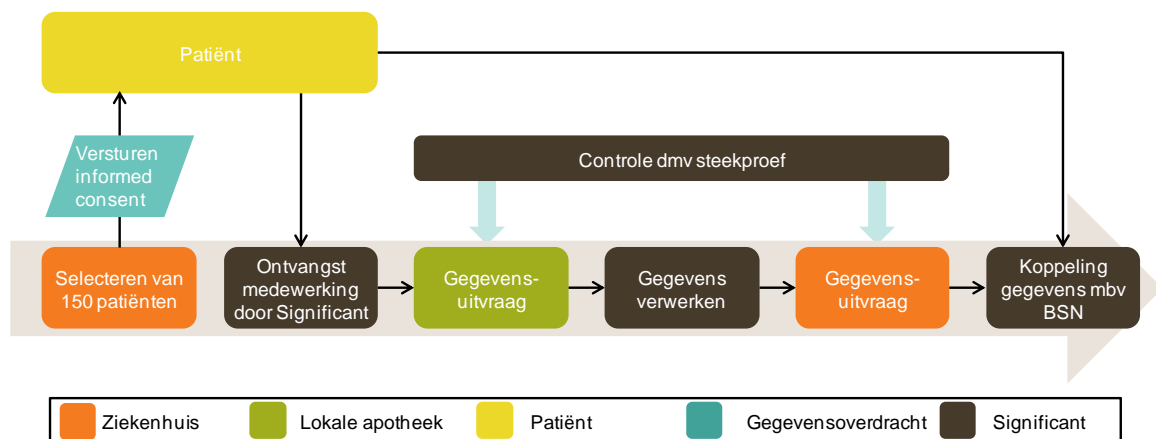 Patiënt
Versturen
informed
consent
Controle dmv steekproef
Selecteren van
150 patiënten
Ontvangst
medewerking
door Significant
Gegevens-
uitvraag
Gegevens
verwerken
Gegevens-
uitvraag
Koppeling
gegevens mbv
BSN
Ziekenhuis
Lokale apotheek
Patiënt
Gegevensoverdracht
Significant